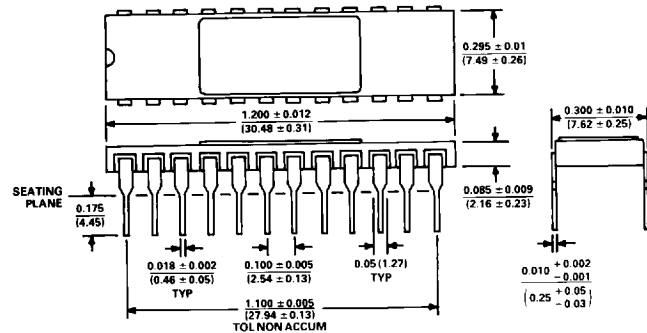 0.295 ± 0.01
(7.49 ± 0.26)
1.200 ± 0.012
(30.48 ± 0.31)
0.300 ± 0.010
(7.62 ± 0.25)
SEATING
PLANE
0.175
(4.45)
0.085 ± 0.009
(2.16 ± 0.23)
0.018 ± 0.002
(0.46 ± 0.05)
TYP
0.100 ± 0.005
(2.54 ± 0.13)
0.05 (1.27)
TYP
0.010 + 0.002
- 0.001
(0.25 + 0.05
- 0.03)
1.100 ± 0.005
(27.94 ± 0.13)
TOL NON ACCUM